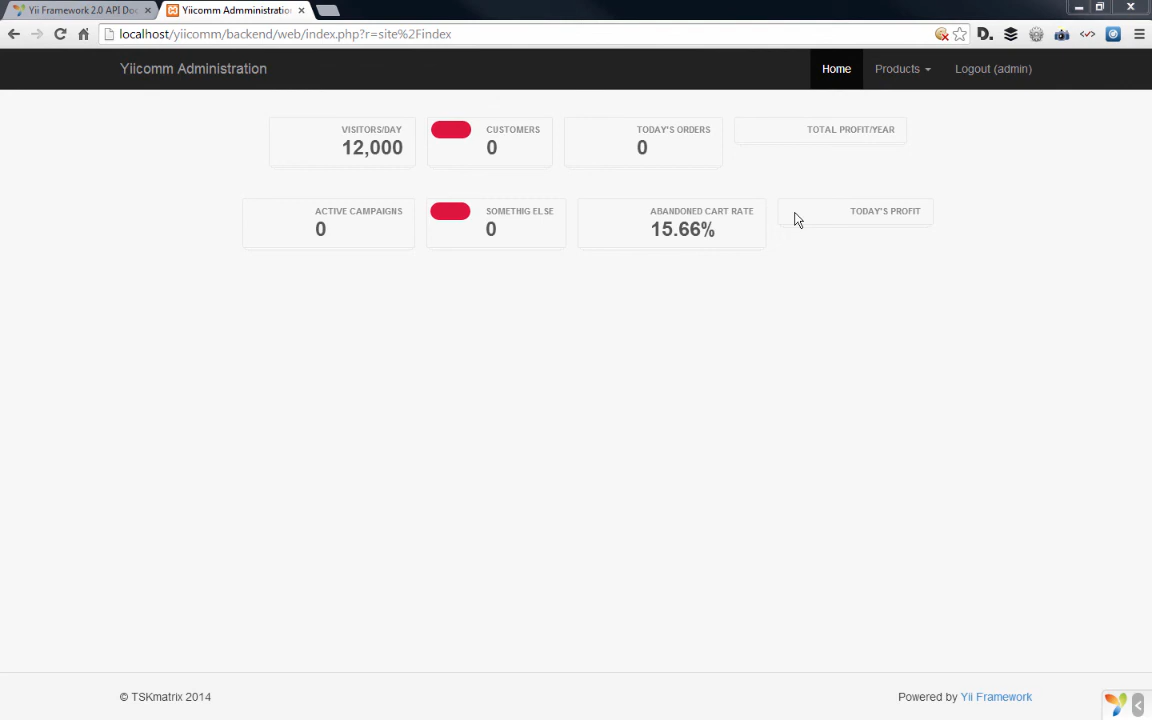 Yii Framework 2.0 API Doc
Yiicomm Admministratio
localhost/yiicomm/backend/web/index.php?r=site%2Findex
D.
Yiicomm Administration
Home
Products
Logout (admin)
VISITORS/DAY
12,000
CUSTOMERS
0
TODAY'S ORDERS
0
TOTAL PROFIT/YEAR
ACTIVE CAMPAIGNS
0
SOMETHIG ELSE
0
ABANDONED CART RATE
15.66%
TODAY'S PROFIT
© TSKmatrix 2014
Powered by Yii Framework